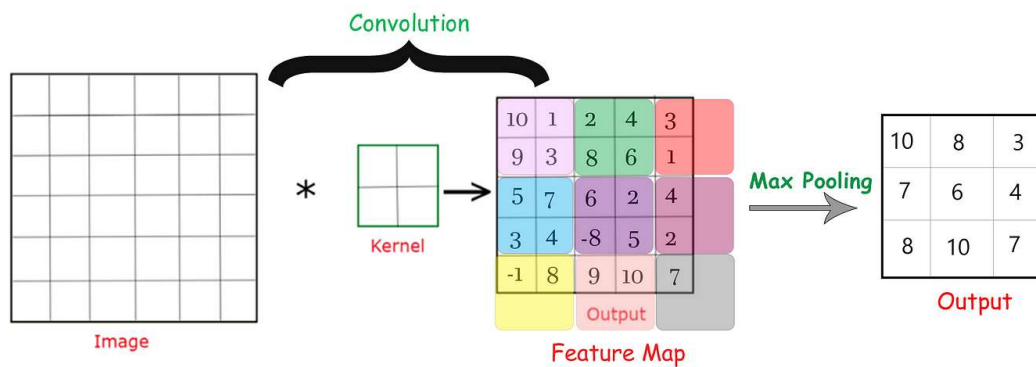 Convolution
10 1 2 4 3
9 3 8 6 1
5 7 6 2 4
3 4 -8 5 2
-1 8 9 10 7
Output
Feature Map
*
Kernel
Image
Max Pooling
10 8 3
7 6 4
8 10 7
Output